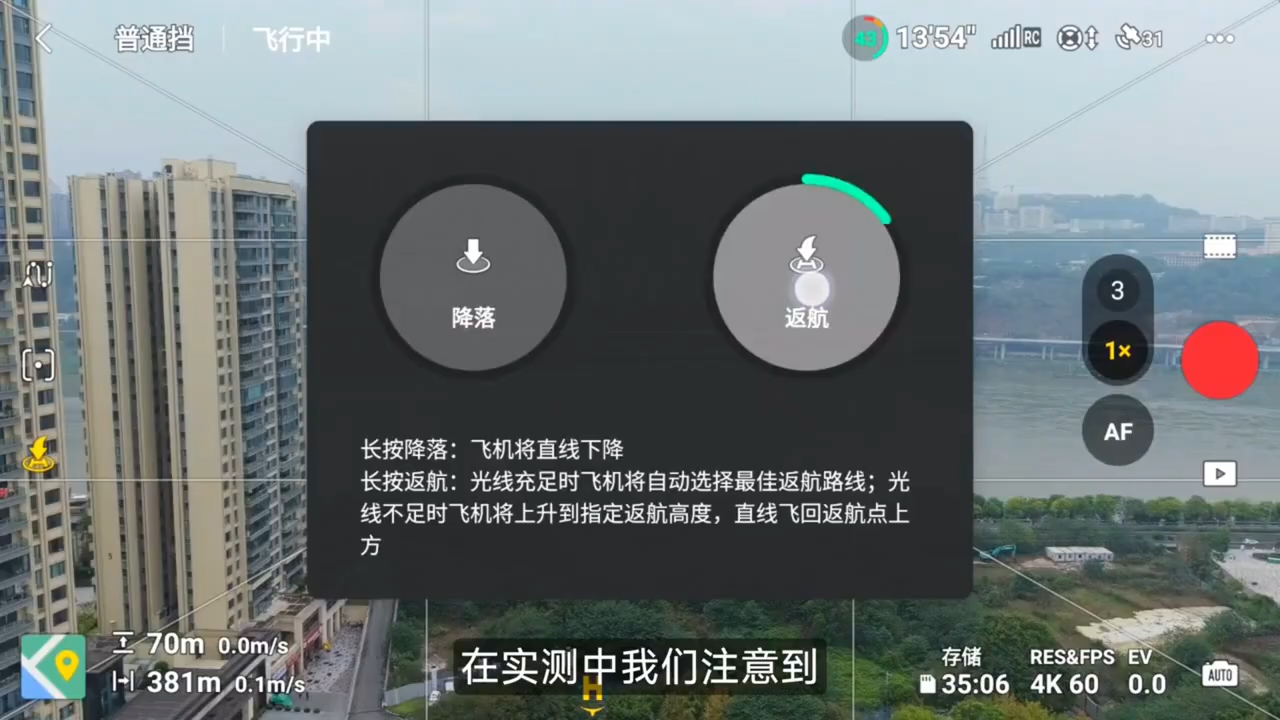 普通挡
飞行中
43
13'54"
RC
31
降落
返航
3
1×
AF
长按降落：飞机将直线下降
长按返航：光线充足时飞机将自动选择最佳返航路线；光
线不足时飞机将上升到指定返航高度，直线飞回返航点上
方
70m 0.0m/s
381m 0.1m/s
H
在实测中我们注意到
存储
35:06
RES&FPS
4K 60
EV
0.0
AUTO